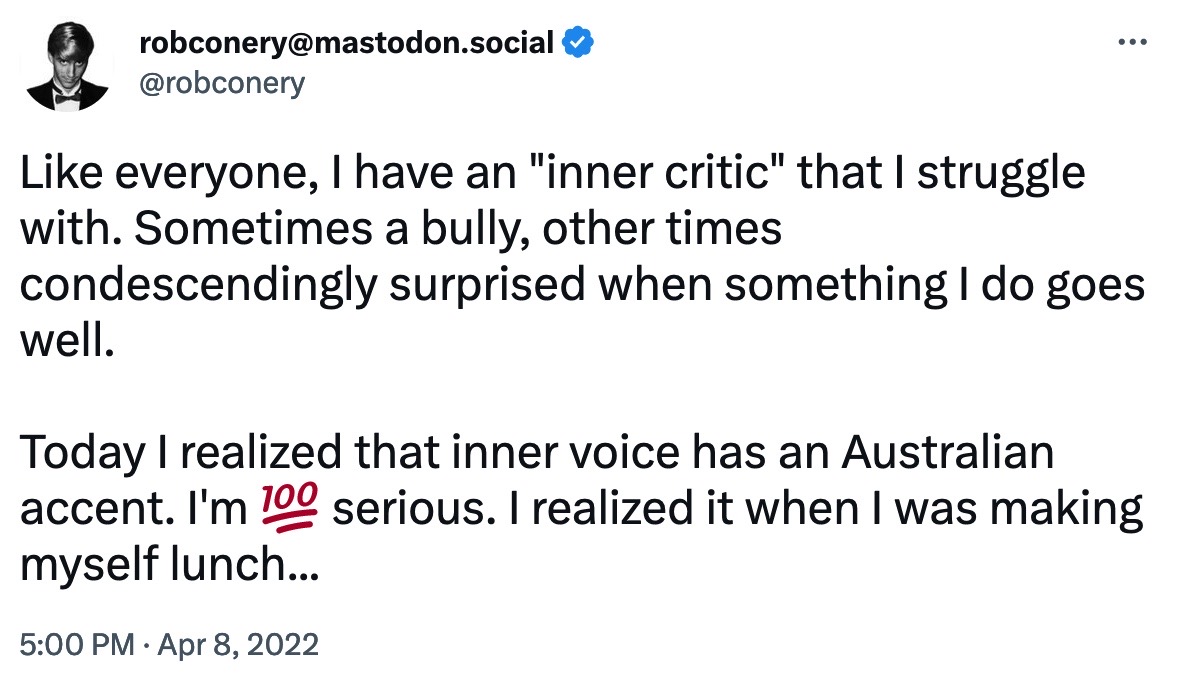 robconery@mastodon.social
@robconery
Like everyone, I have an "inner critic" that I struggle
with. Sometimes a bully, other times
condescendingly surprised when something I do goes
well.
Today I realized that inner voice has an Australian
accent. I'm 💯 serious. I realized it when I was making
myself lunch...
5:00 PM · Apr 8, 2022